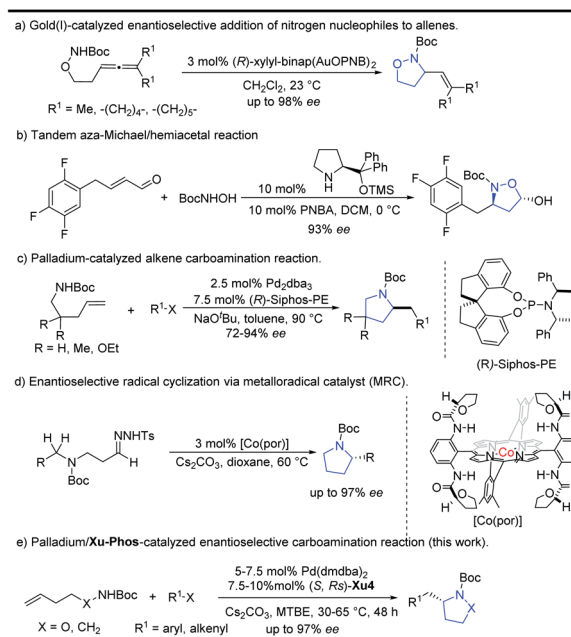 a) Gold(I)-catalyzed enantioselective addition of nitrogen nucleophiles to allenes.
NHBoc
O
R¹
R¹
3 mol% (R)-xylyl-binap(AuOPNB)₂
CH₂Cl₂, 23 °C
up to 98% ee
Boc
N
O
R¹
R¹
R¹ = Me, -(CH₂)₄-, -(CH₂)₅-
b) Tandem aza-Michael/hemiacetal reaction
F
F
F
O
+
BocNHOH
10 mol%
N
H
Ph
Ph
OTMS
10 mol% PNBA, DCM, 0 °C
93% ee
F
F
F
BocN
O
OH
c) Palladium-catalyzed alkene carboamination reaction.
NHBoc
R
R
R = H, Me, OEt
+
R¹-X
2.5 mol% Pd₂dba₃
7.5 mol% (R)-Siphos-PE
NaOᵗBu, toluene, 90 °C
72-94% ee
Boc
N
R
R
R¹
O
O
P-N
Ph
Ph
(R)-Siphos-PE
d) Enantioselective radical cyclization via metalloradical catalyst (MRC).
H H
R
N
Boc
NNHTs
H
3 mol% [Co(por)]
Cs₂CO₃, dioxane, 60 °C
Boc
N
R
up to 97% ee
H
O
O
C
NH
N
N
Co
N
N
HN
C
O
O
H
[Co(por)]
e) Palladium/Xu-Phos-catalyzed enantioselective carboamination reaction (this work).
X
NHBoc
+
R¹-X
X = O, CH₂
R¹ = aryl, alkenyl
5-7.5 mol% Pd(dmdba)₂
7.5-10%mol% (S, Rs)-Xu4
Cs₂CO₃, MTBE, 30-65 °C, 48 h
up to 97% ee
R¹
Boc
N
X